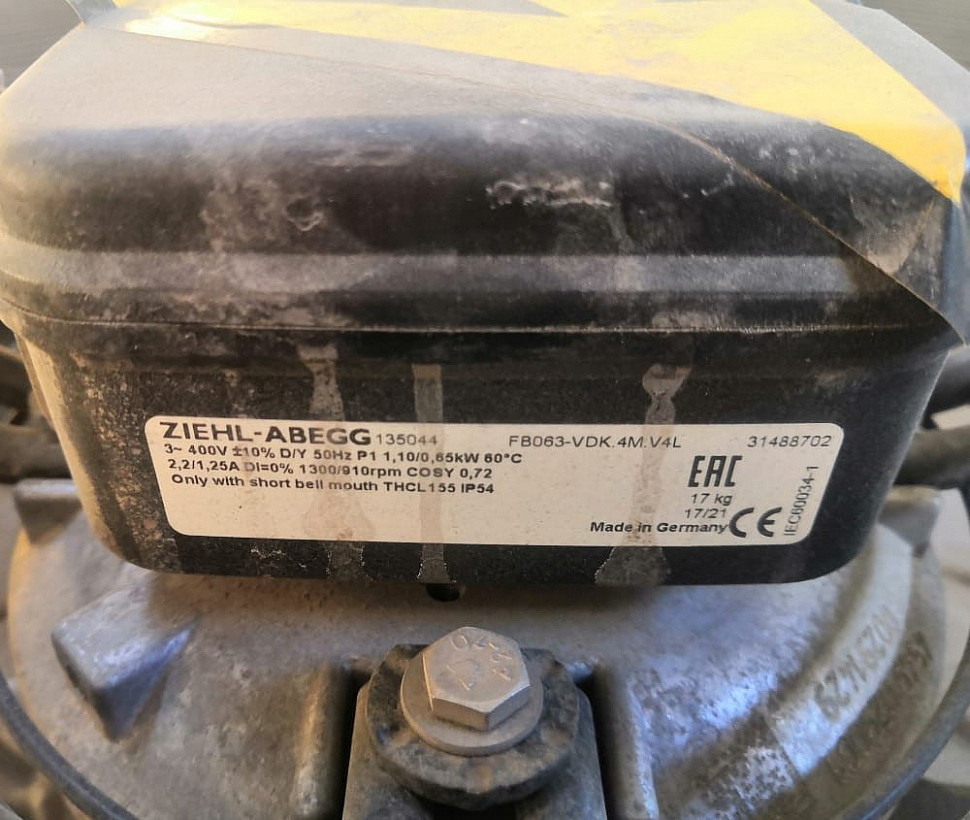 ZIEHL-ABEGG 135044 FB063-VDK.4M.V4L 31488702
3~ 400V ±10% D/Y 50Hz P1 1,10/0,65kW 60°C
2,2/1,25A DI=0% 1300/910rpm COSY 0,72
Only with short bell mouth THCL155 IP54
EAC
17 kg
17/21
Made in Germany CE
IEC60034-1